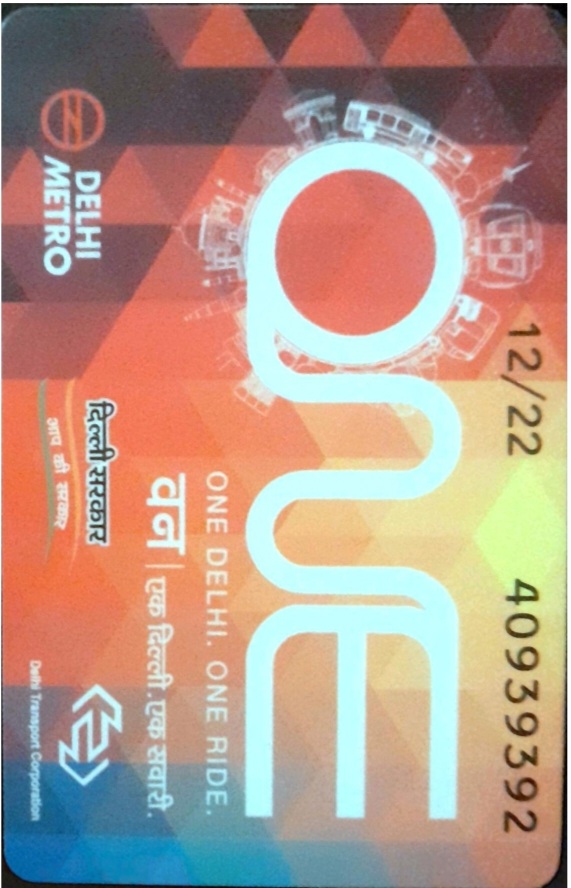 12/22 40939392
ONE
ONE DELHI. ONE RIDE.
वन | एक दिल्ली. एक सवारी.
DELHI
METRO
दिल्ली सरकार
आप की सरकार
Delhi Transport Corporation